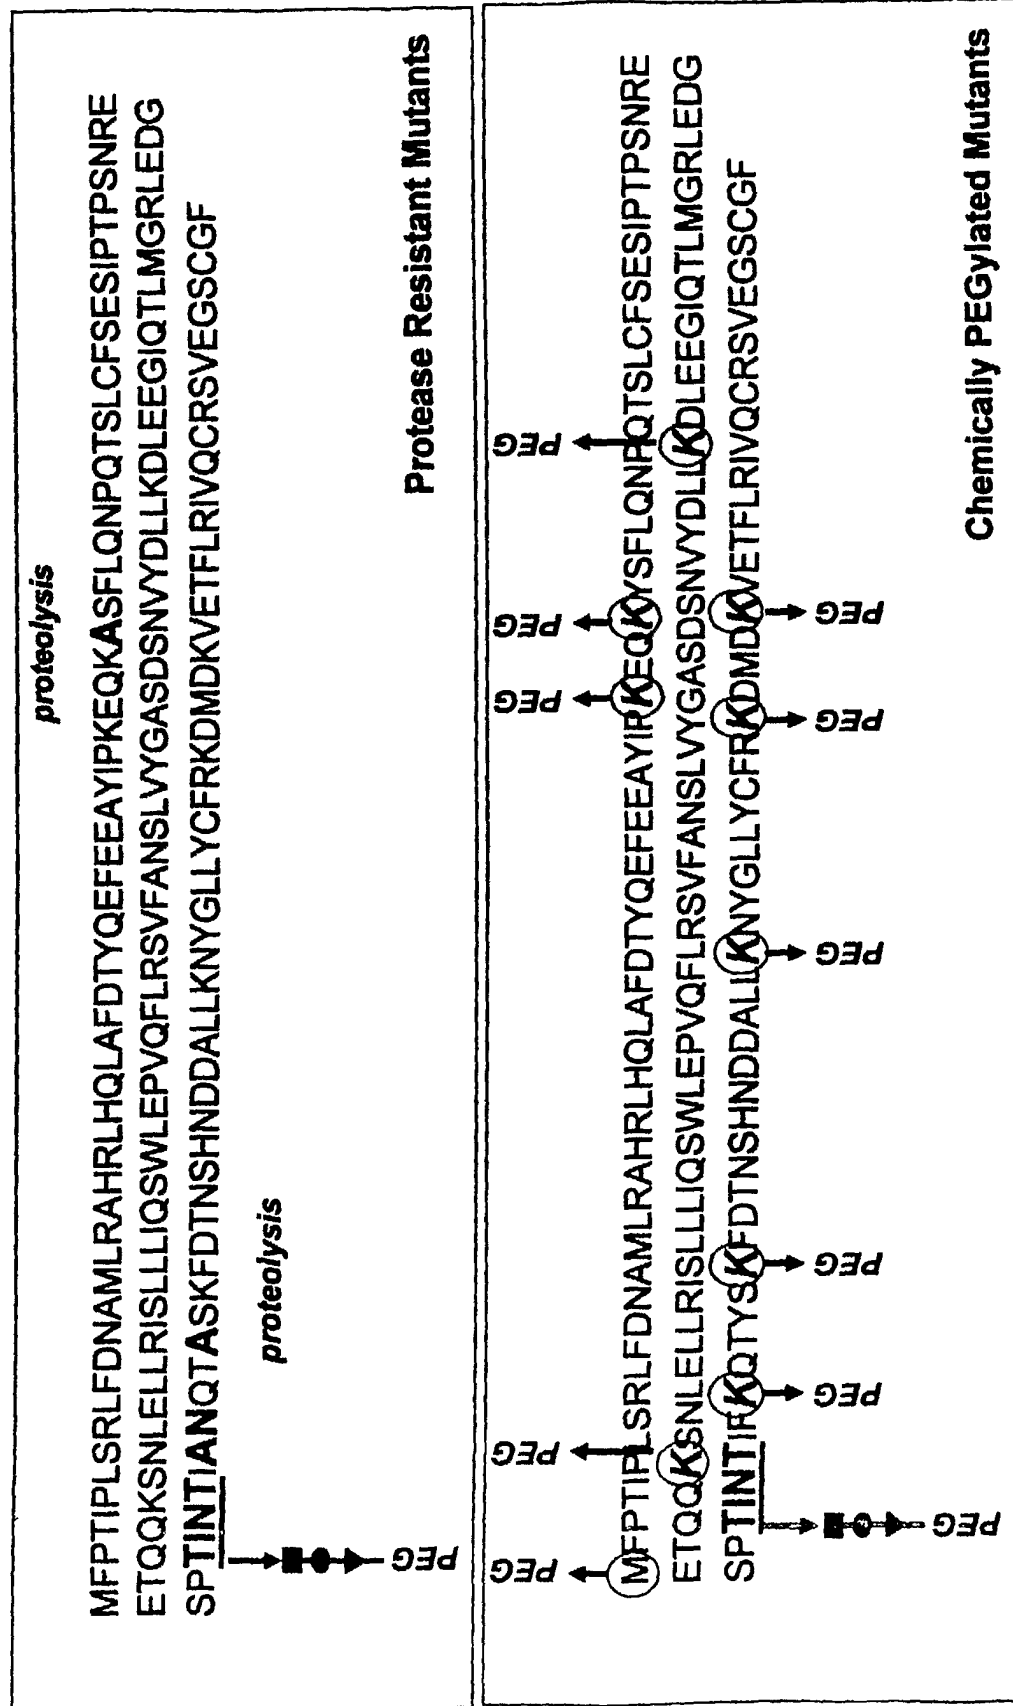 proteolysis
MFPTIPLSRLFDNAMLRAHRLHQLAFDTYQEFEEAYIPKEQKASFLQNPQTSLCFSESIPTPSNRE
ETQQKSNLELLRISLLLIQSWLEPVQFLRSVFANSLVYGASDSNVYDLLKDLEEGIQTLMGRLEDG
SPTINTIANQTASKFDTNSHNDDALLKNYGLLYCFRKDMDKVETFLRIVQCRSVEGSCGF
proteolysis
PEG
Protease Resistant Mutants
PEG PEG PEG PEG PEG
MFPTIPLSRLFDNAMLRAHRLHQLAFDTYQEFEEAYIPKEQKYSFLQNPQTSLCFSESIPTPSNRE
ETQQKSNLELLRISLLLIQSWLEPVQFLRSVFANSLVYGASDSNVYDLLKDLEEGIQTLMGRLEDG
SPTINTIFKQTYSKFDTNSHNDDALLKNYGLLYCFRKDMDKVETFLRIVQCRSVEGSCGF
PEG PEG PEG PEG PEG
PEG
Chemically PEGylated Mutants